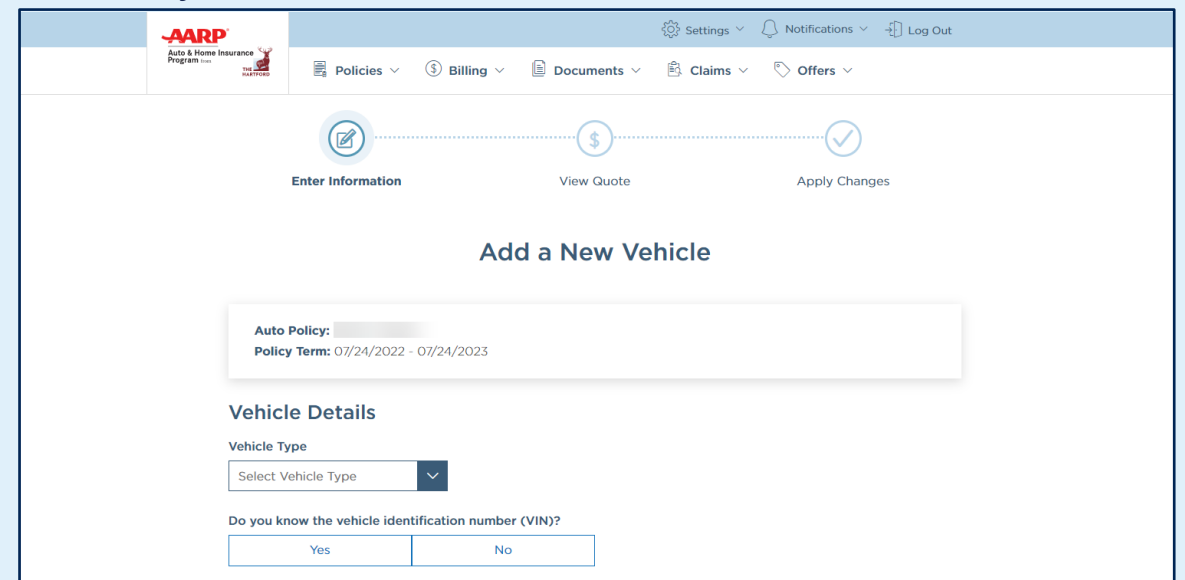 Settings Notifications Log Out
AARP
Auto & Home Insurance
Program from
THE
HARTFORD
Policies Billing Documents Claims Offers
$
Enter Information View Quote Apply Changes
Add a New Vehicle
Auto Policy:
Policy Term: 07/24/2022 - 07/24/2023
Vehicle Details
Vehicle Type
Select Vehicle Type
Do you know the vehicle identification number (VIN)?
Yes No